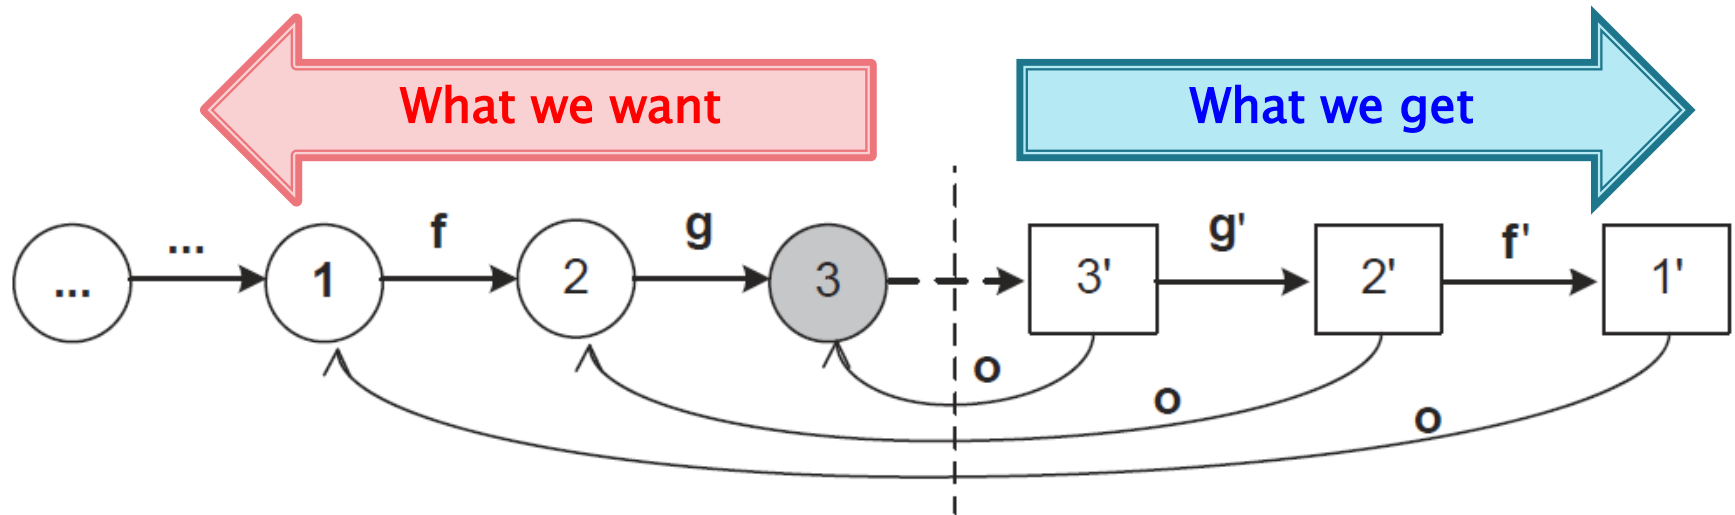 What we want
What we get
... f g g' f'
... 1 2 3 3' 2' 1'
o
o
o